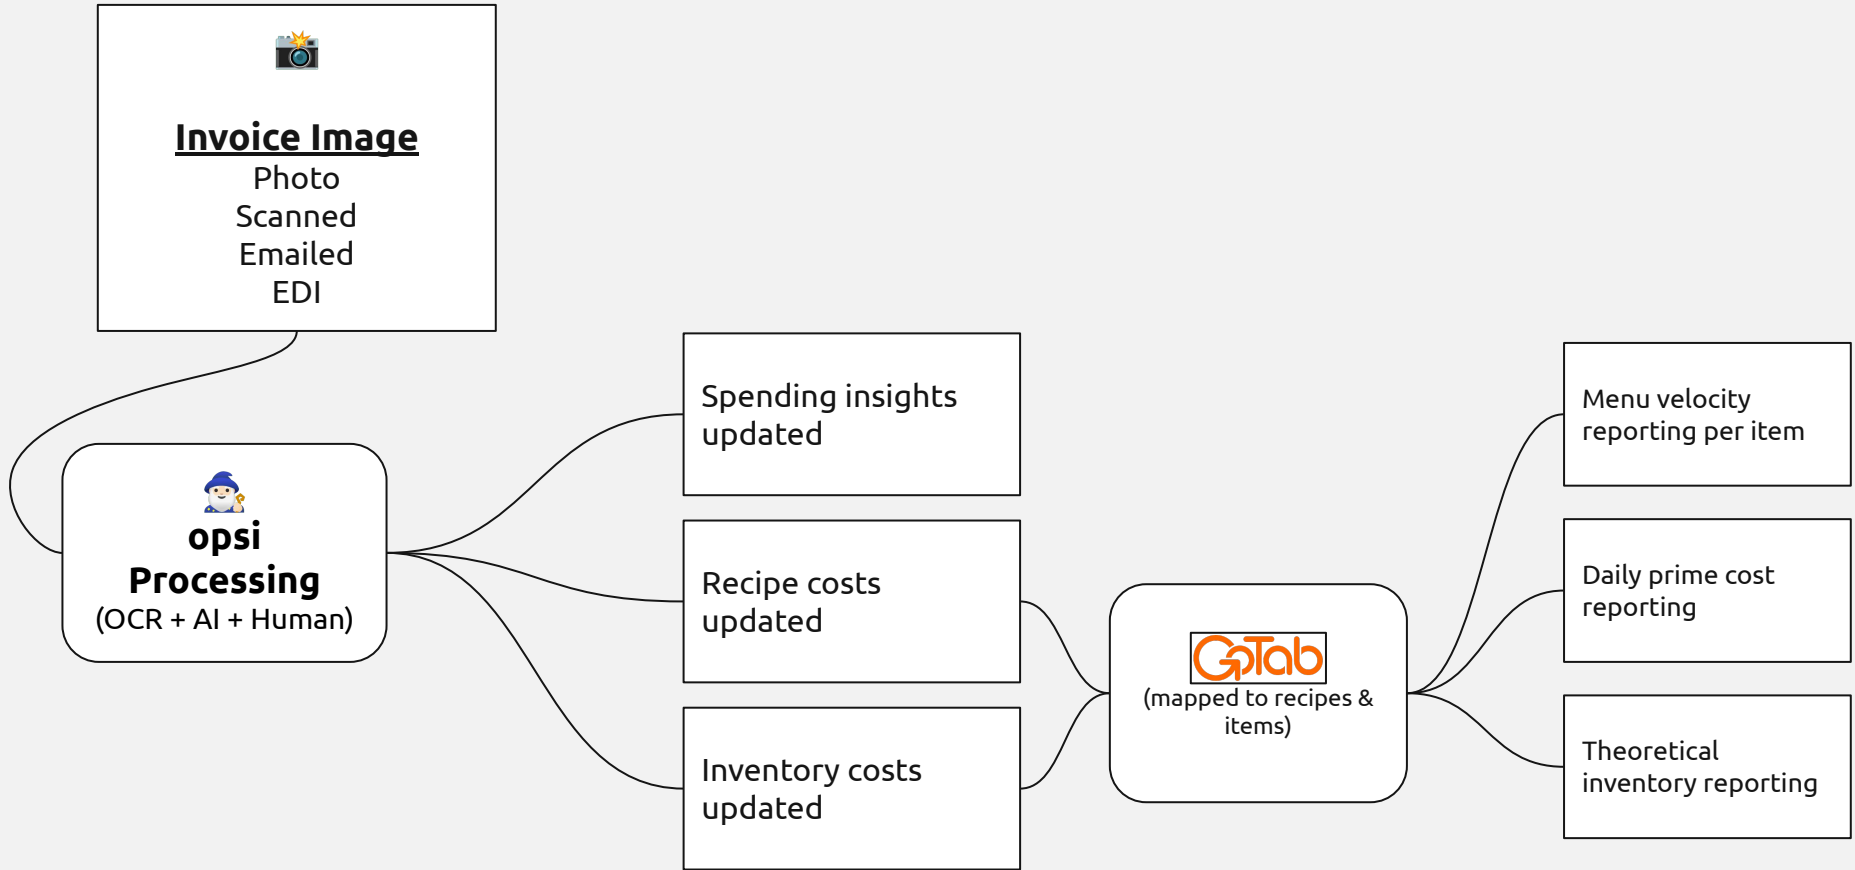 Invoice Image
Photo
Scanned
Emailed
EDI
opsi
Processing
(OCR + AI + Human)
Spending insights
updated
Recipe costs
updated
Inventory costs
updated
GoTab
(mapped to recipes &
items)
Menu velocity
reporting per item
Daily prime cost
reporting
Theoretical
inventory reporting